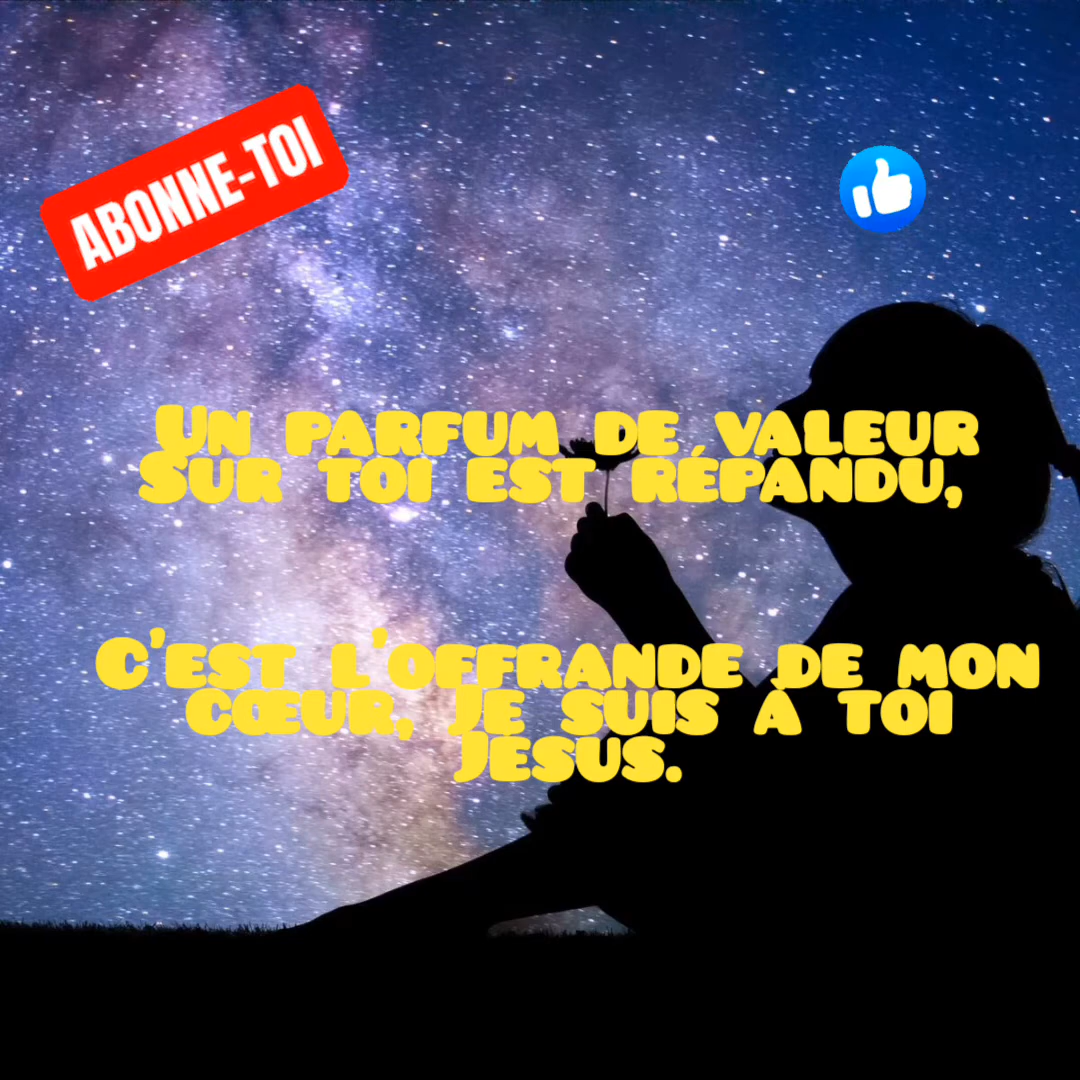 ABONNE-TOI
Un parfum de valeur
Sur toi est répandu,
C'est l'offrande de mon
cœur, Je suis à toi
Jesus.